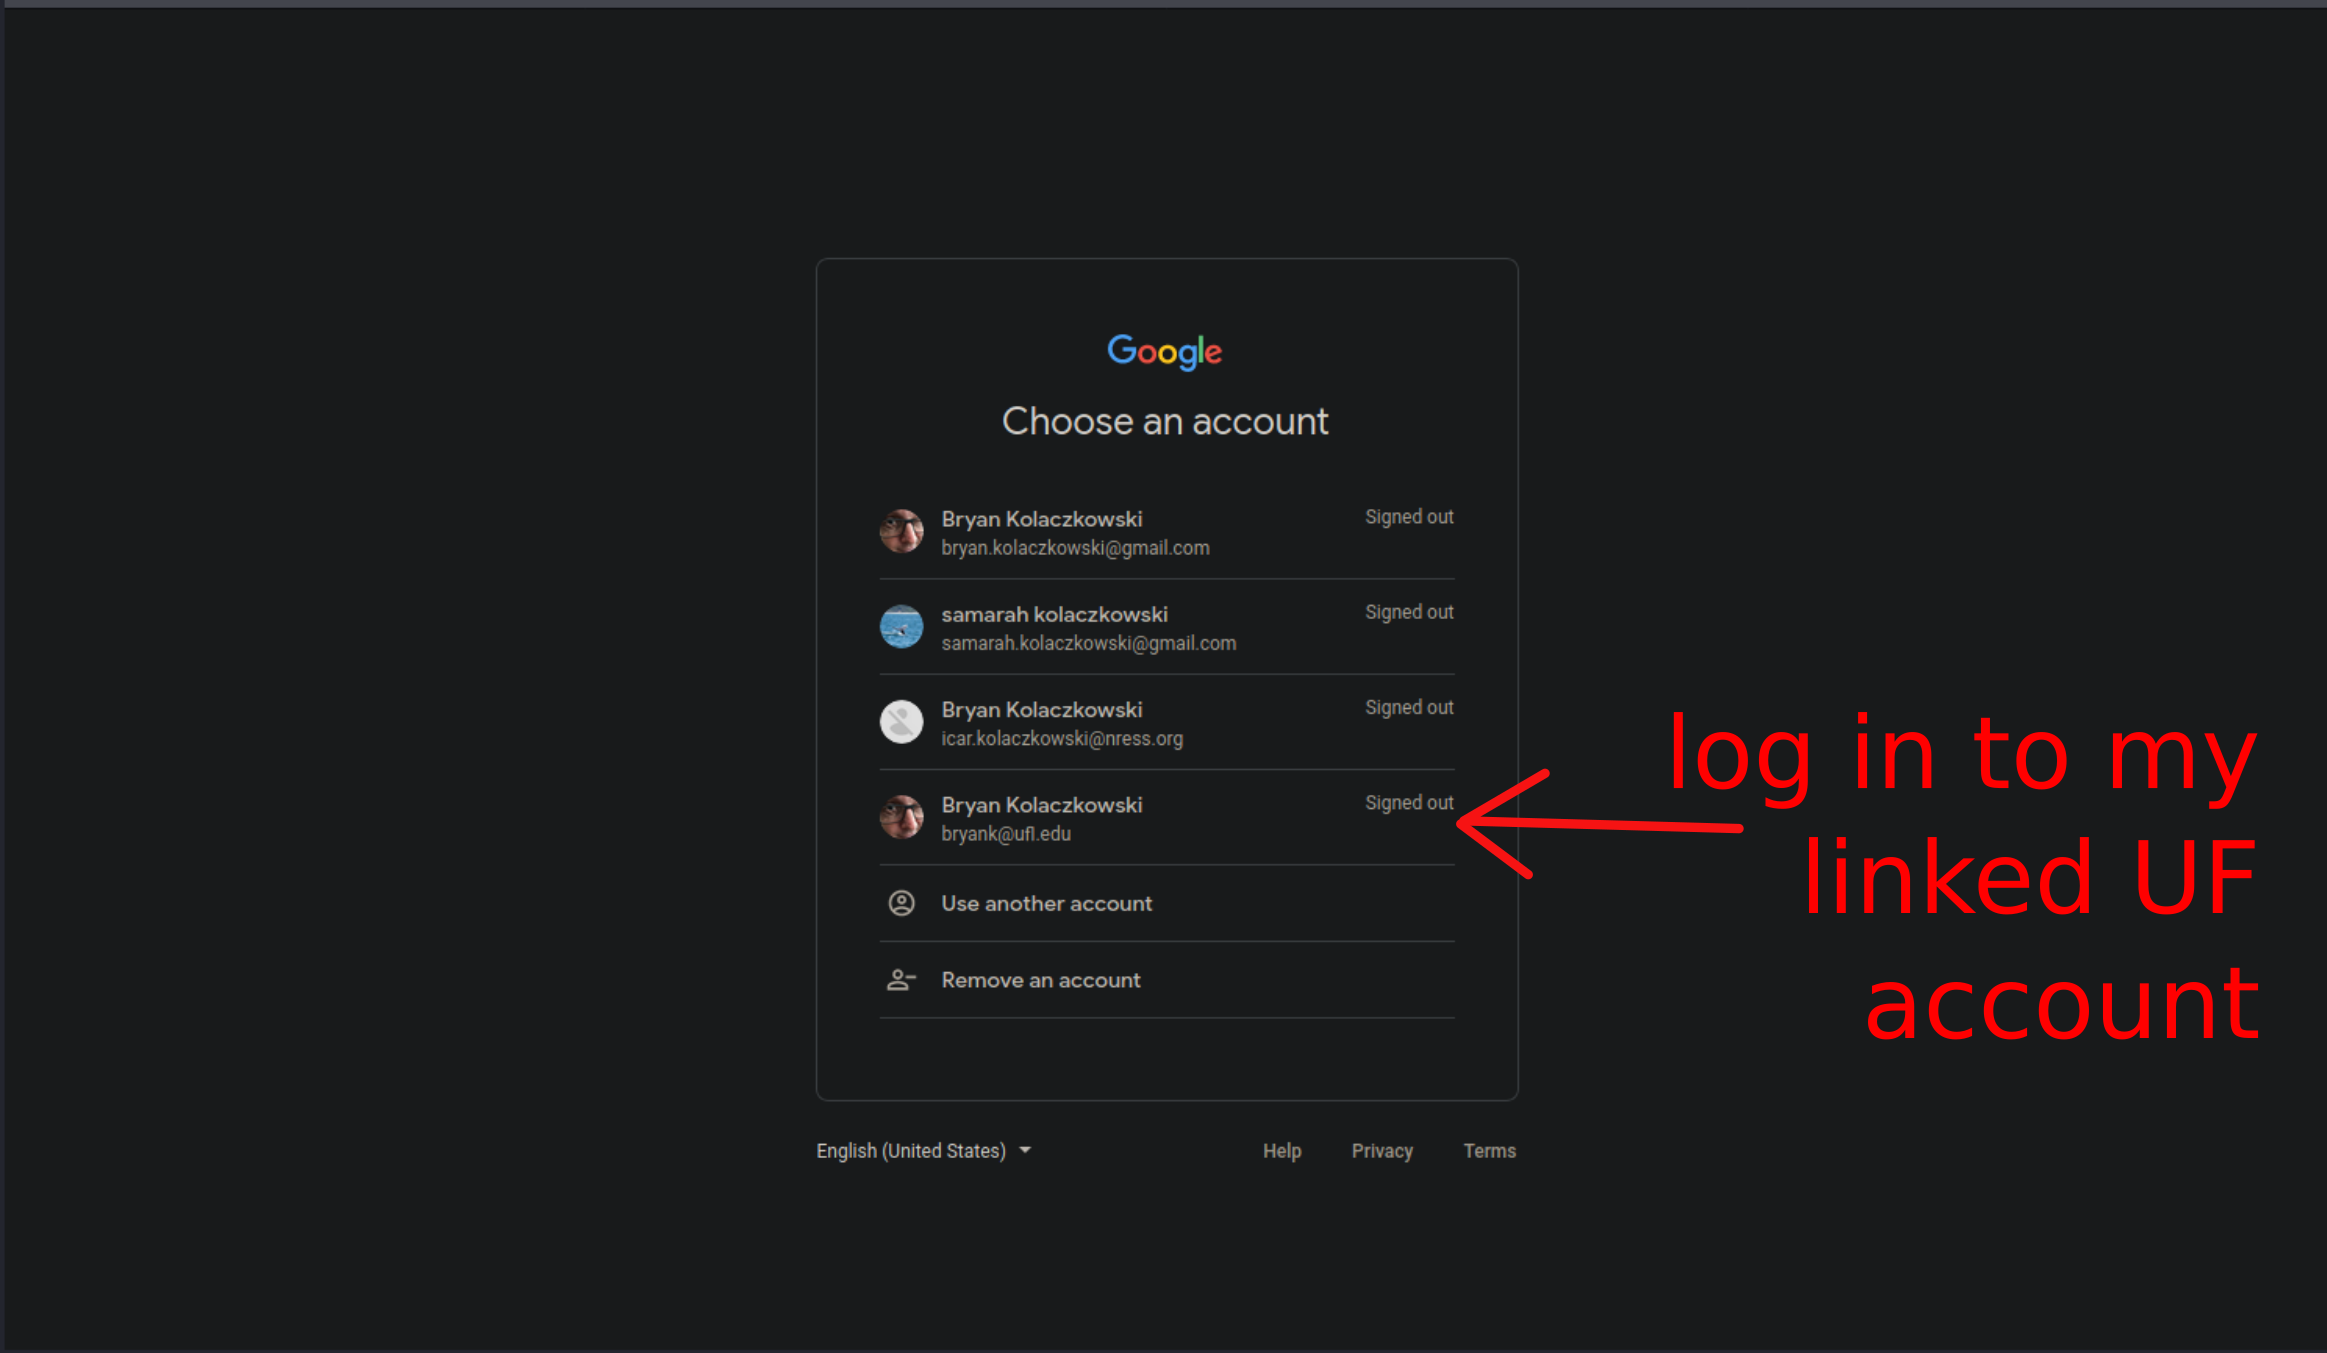 Google
Choose an account
Bryan Kolaczkowski
Signed out
bryan.kolaczkowski@gmail.com
samarah kolaczkowski
Signed out
samarah.kolaczkowski@gmail.com
Bryan Kolaczkowski
Signed out
icar.kolaczkowski@nress.org
Bryan Kolaczkowski
Signed out
bryank@ufl.edu
Use another account
Remove an account
English (United States)
Help
Privacy
Terms
log in to my
linked UF
account